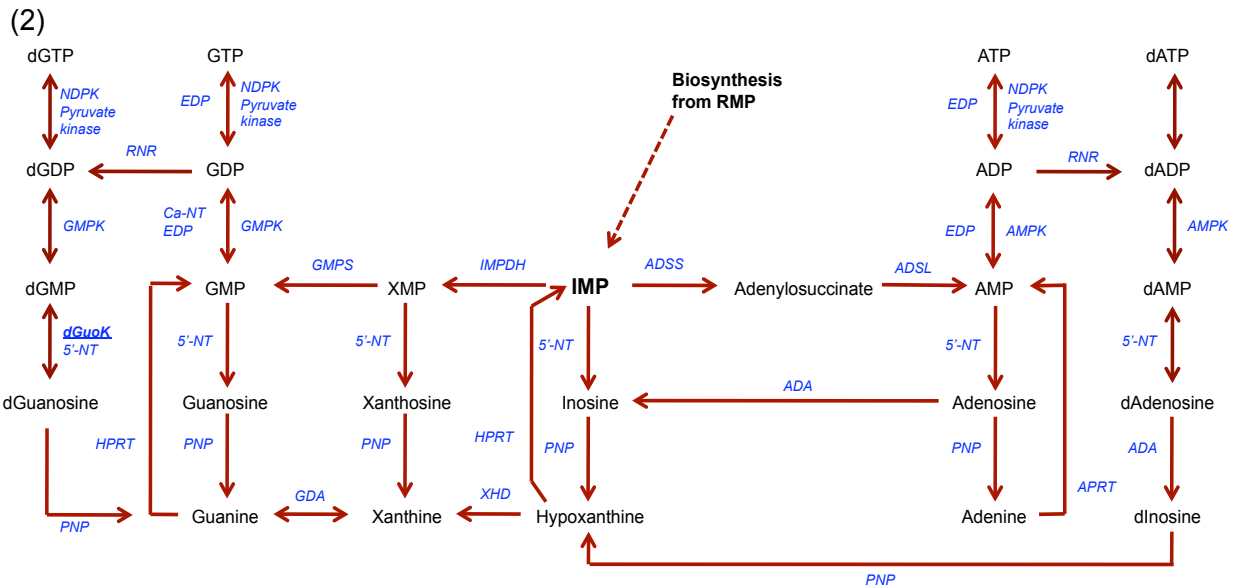 (2)
dGTP
GTP
ATP
dATP
Biosynthesis
from RMP
NDPK
Pyruvate
kinase
EDP
NDPK
Pyruvate
kinase
EDP
NDPK
Pyruvate
kinase
RNR
RNR
dGDP
GDP
ADP
dADP
GMPK
Ca-NT
EDP
GMPK
EDP
AMPK
AMPK
GMPS
IMPDH
ADSS
ADSL
dGMP
GMP
XMP
IMP
Adenylosuccinate
AMP
dAMP
dGuoK
5'-NT
5'-NT
5'-NT
5'-NT
5'-NT
5'-NT
ADA
dGuanosine
Guanosine
Xanthosine
Inosine
Adenosine
dAdenosine
HPRT
PNP
PNP
HPRT
PNP
PNP
ADA
APRT
GDA
XHD
PNP
Guanine
Xanthine
Hypoxanthine
Adenine
dInosine
PNP